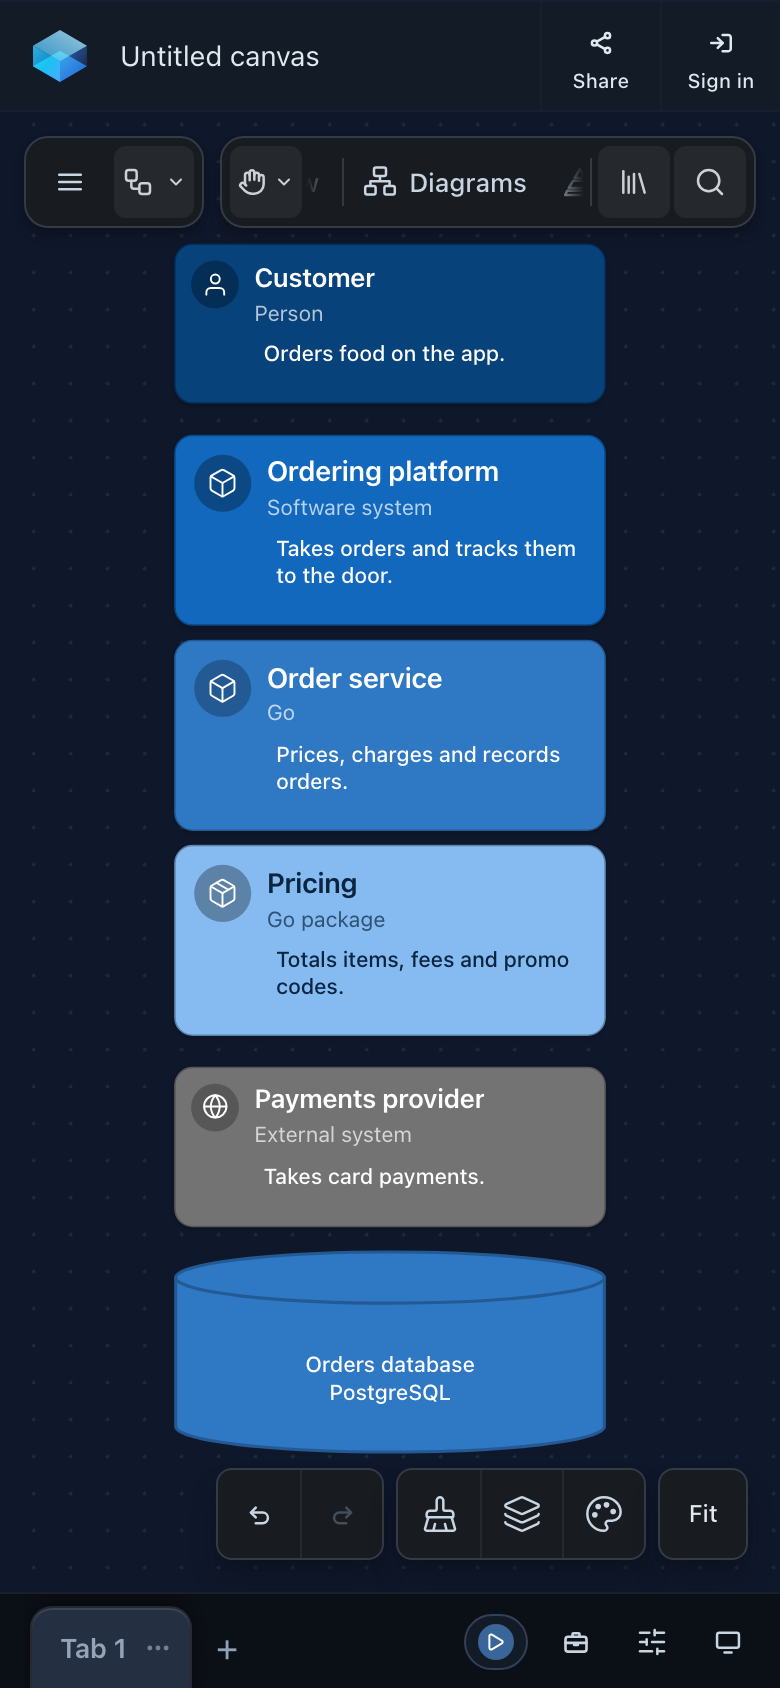 Untitled canvas
Share
Sign in
Diagrams
Customer
Person
Orders food on the app.
Ordering platform
Software system
Takes orders and tracks them
to the door.
Order service
Go
Prices, charges and records
orders.
Pricing
Go package
Totals items, fees and promo
codes.
Payments provider
External system
Takes card payments.
Orders database
PostgreSQL
Fit
Tab 1